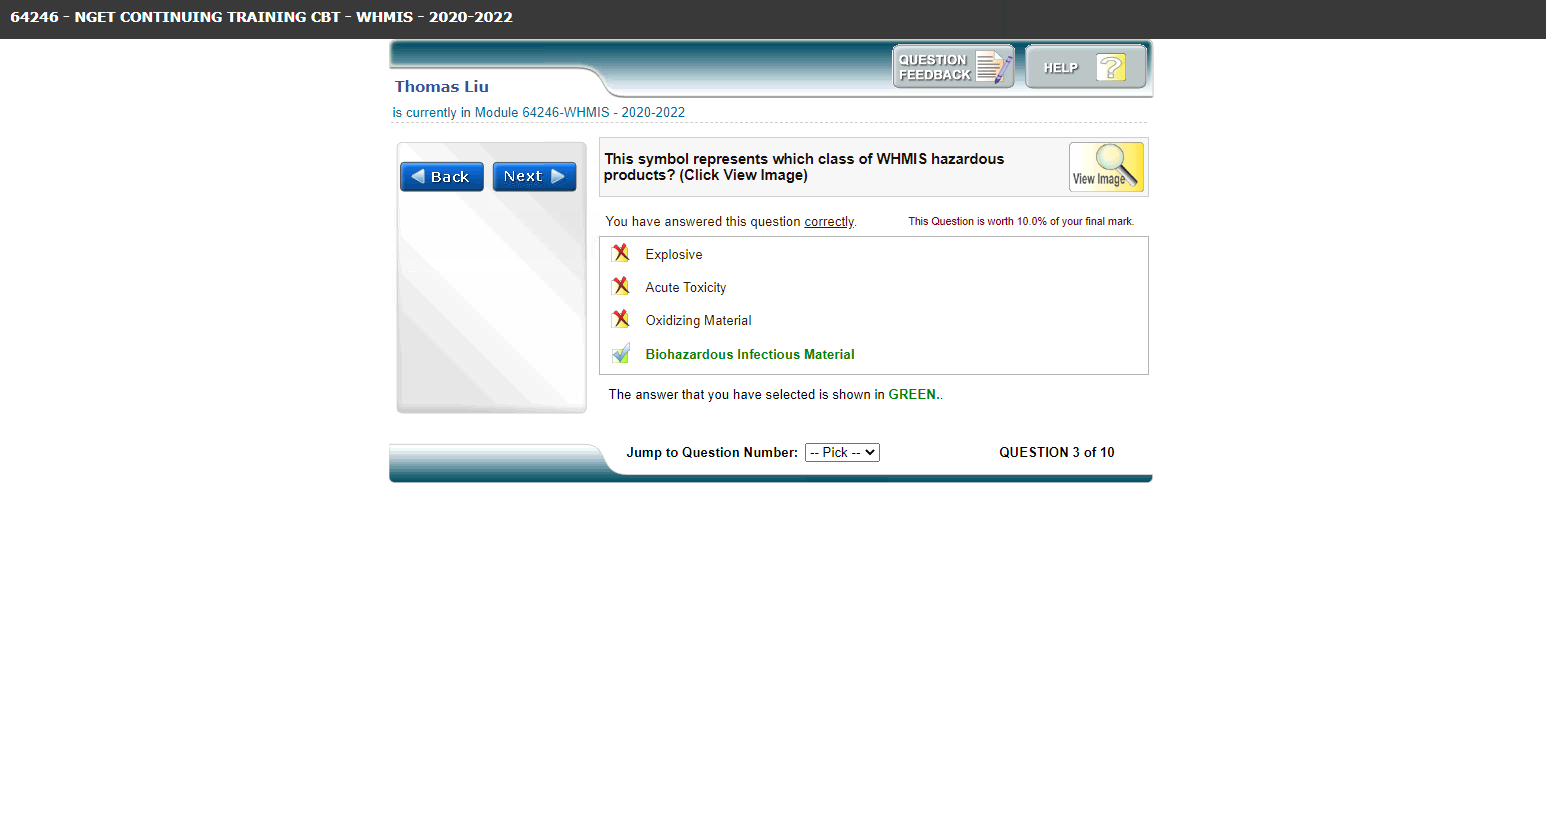 64246 - NGET CONTINUING TRAINING CBT - WHMIS - 2020-2022
QUESTION FEEDBACK
HELP
Thomas Liu
is currently in Module 64246-WHMIS - 2020-2022
Back
Next
This symbol represents which class of WHMIS hazardous
products? (Click View Image)
View Image
You have answered this question correctly.
This Question is worth 10.0% of your final mark.
Explosive
Acute Toxicity
Oxidizing Material
Biohazardous Infectious Material
The answer that you have selected is shown in GREEN..
Jump to Question Number: -- Pick --
QUESTION 3 of 10